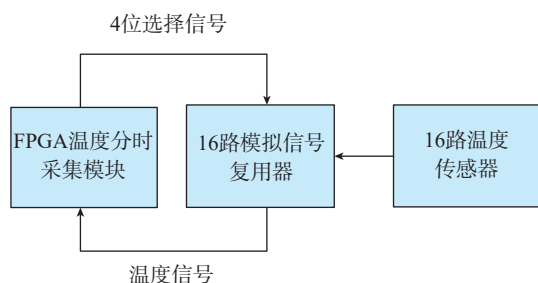 4位选择信号
FPGA温度分时
采集模块
16路模拟信号
复用器
16路温度
传感器
温度信号